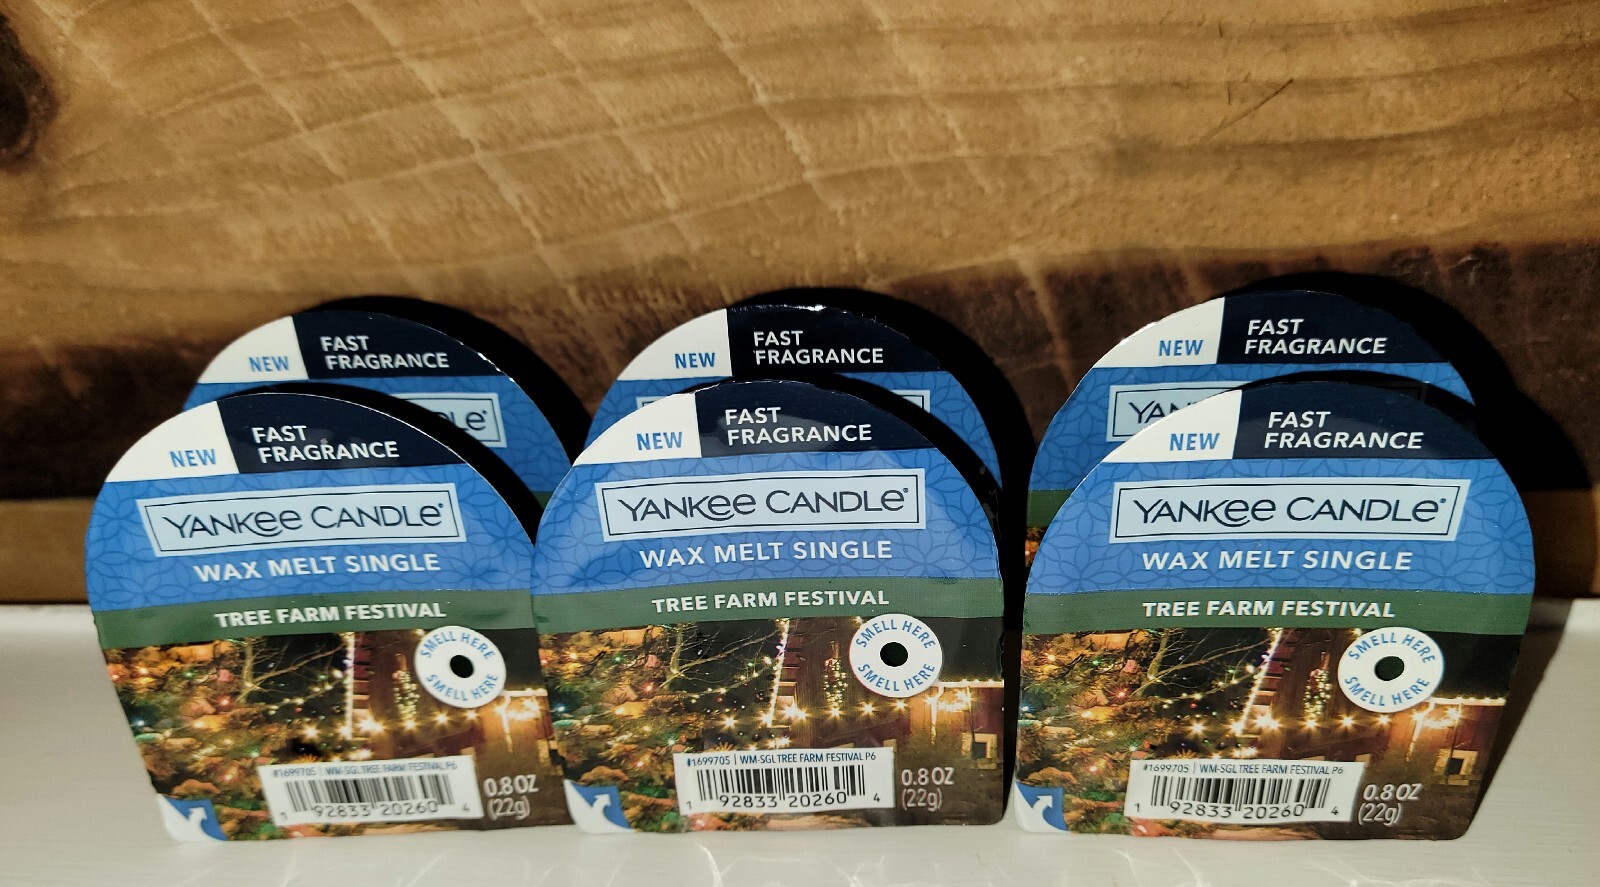 NEW
FAST
FRAGRANCE
NEW
FAST
FRAGRANCE
NEW
FAST
FRAGRANCE
YAN
NEW
FAST
FRAGRANCE
YANKEE CANDLE®
WAX MELT SINGLE
TREE FARM FESTIVAL
SMELL HERE
SMELL HERE
#1699705 | WM-SGL TREE FARM FESTIVAL P6
1 92833 20260 4
0.8 OZ
(22g)
NEW
FAST
FRAGRANCE
YANKEE CANDLE®
WAX MELT SINGLE
TREE FARM FESTIVAL
SMELL HERE
SMELL HERE
#1699705 | WM-SGL TREE FARM FESTIVAL P6
1 92833 20260 4
0.8 OZ
(22g)
NEW
FAST
FRAGRANCE
YANKEE CANDLE®
WAX MELT SINGLE
TREE FARM FESTIVAL
SMELL HERE
SMELL HERE
#1699705 | WM-SGL TREE FARM FESTIVAL P6
1 92833 20260 4
0.8 OZ
(22g)